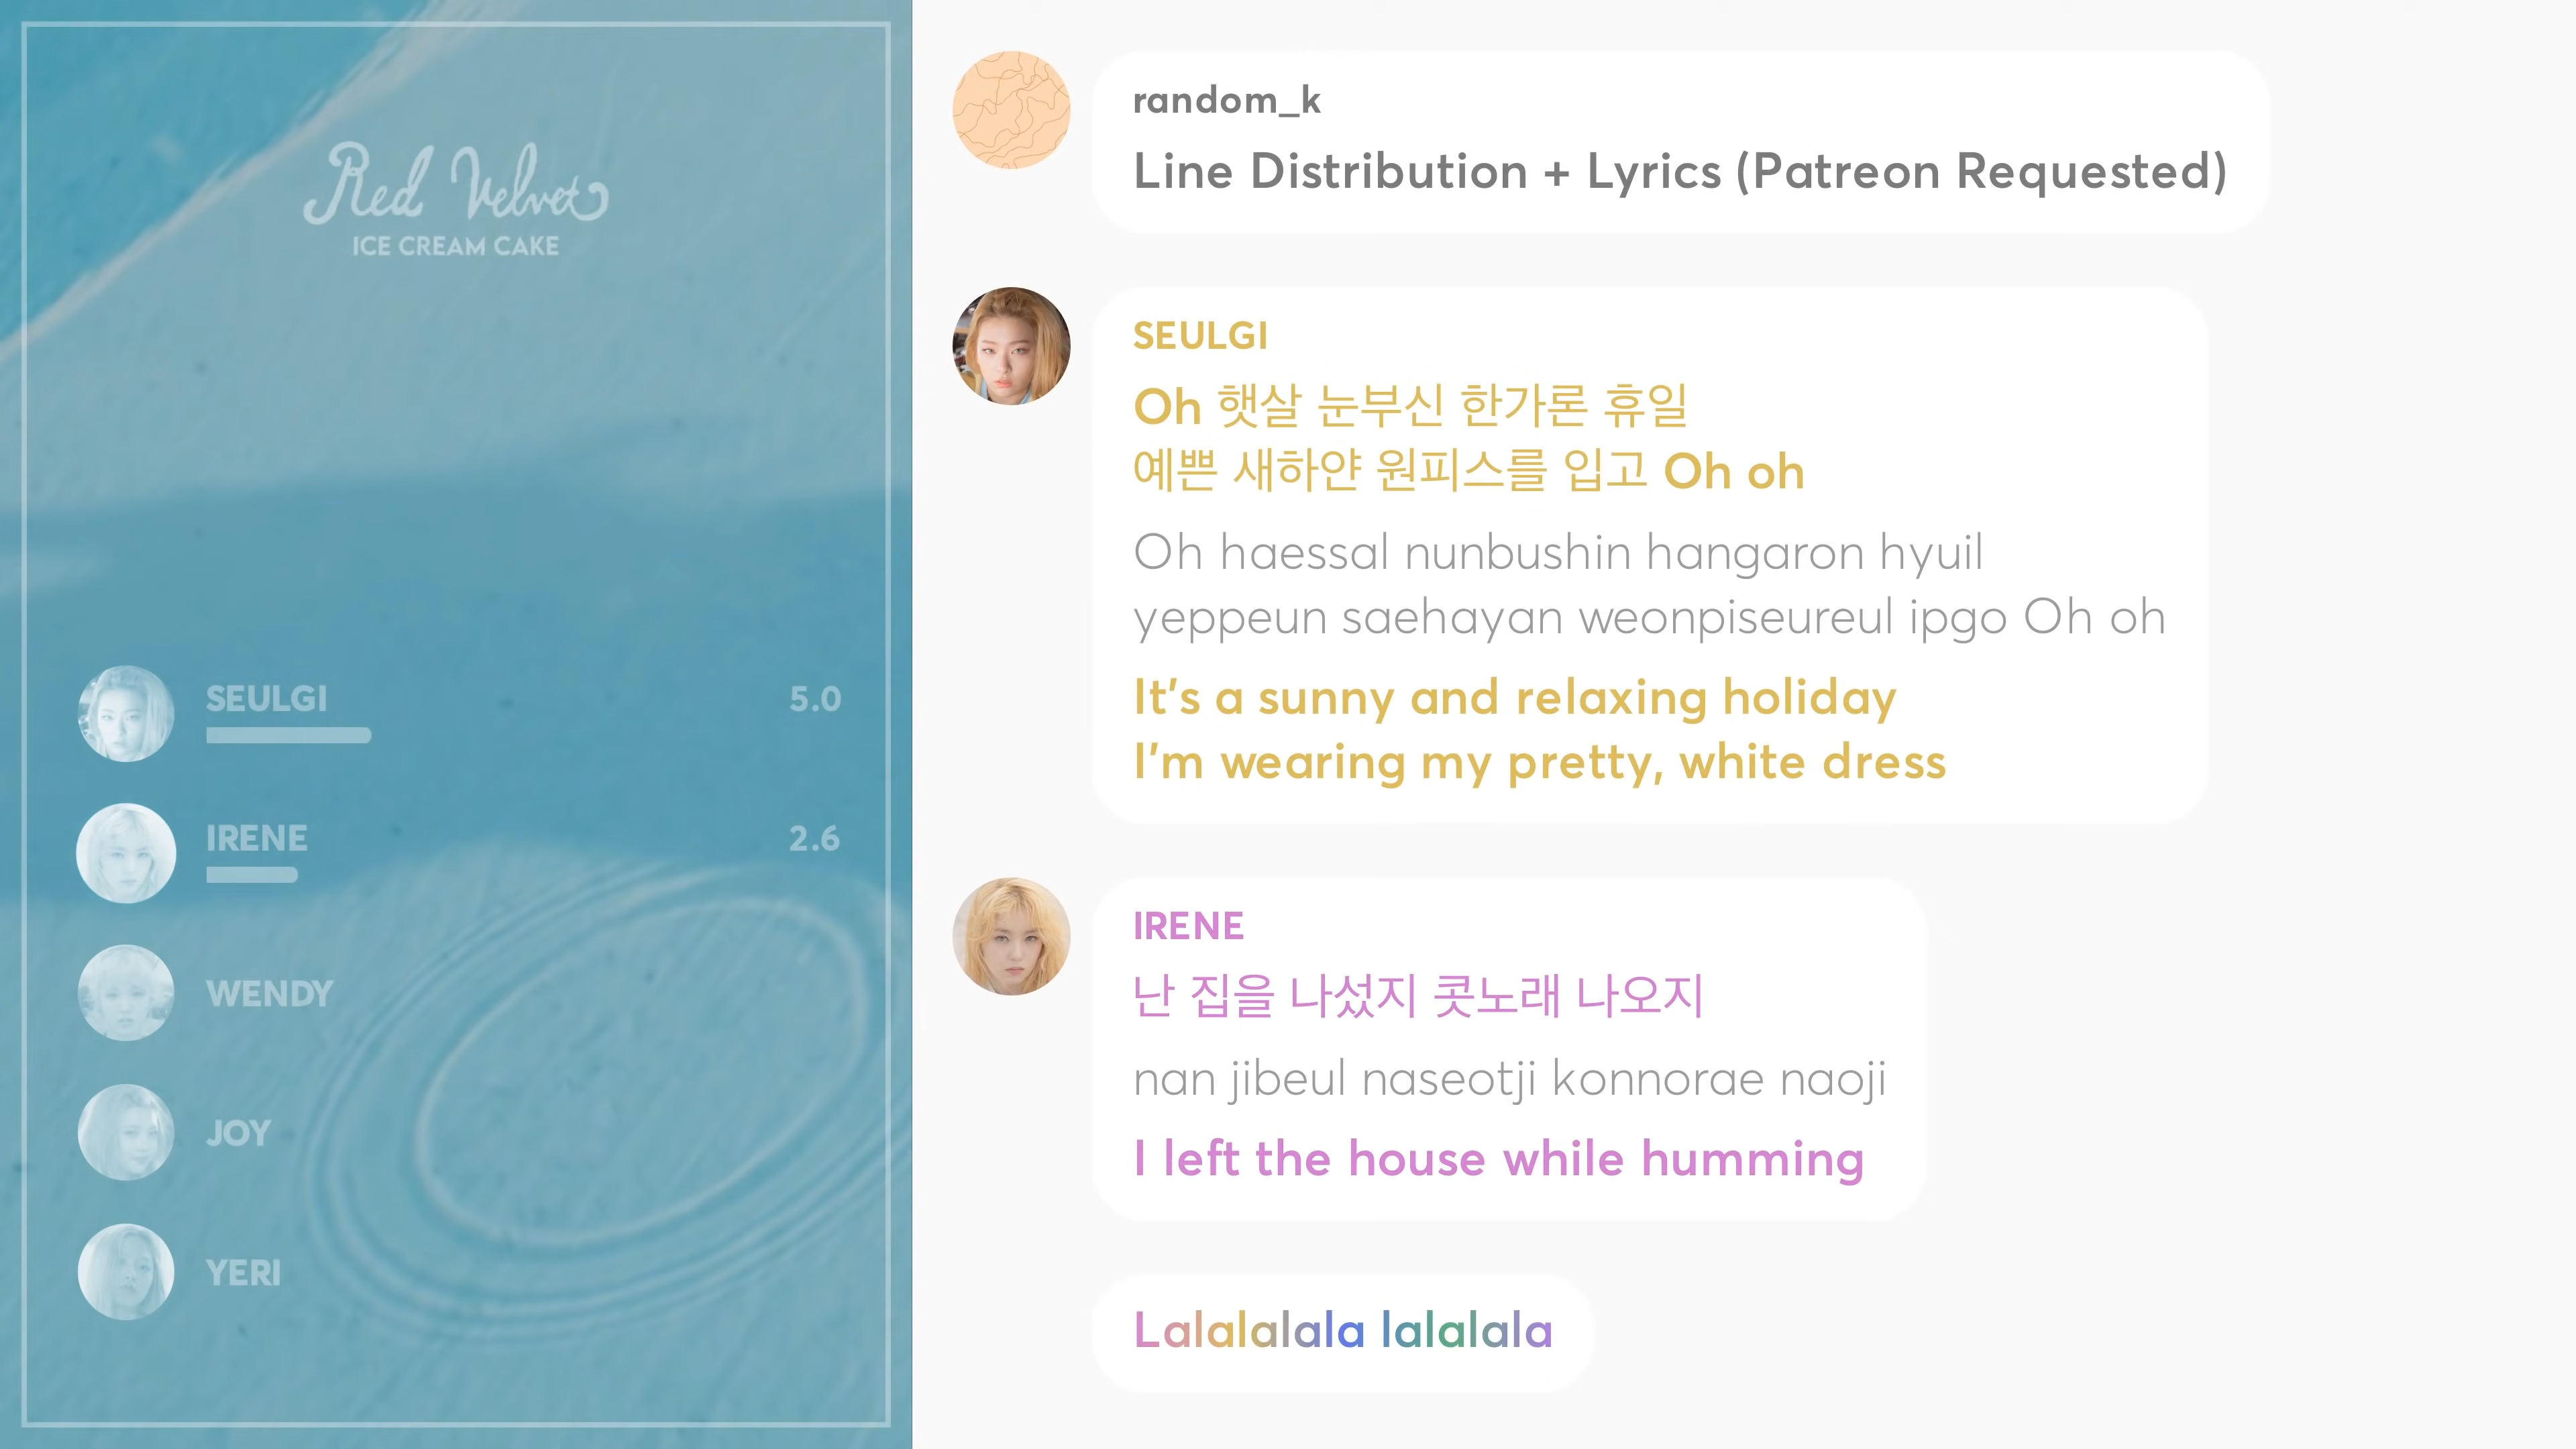 Red Velvet
ICE CREAM CAKE
SEULGI
5.0
IRENE
2.6
WENDY
JOY
YERI
random_k
Line Distribution + Lyrics (Patreon Requested)
SEULGI
Oh 햇살 눈부신 한가론 휴일
예쁜 새하얀 원피스를 입고 Oh oh
Oh haessal nunbushin hangaron hyuil
yeppeun saehayan weonpiseureul ipgo Oh oh
It's a sunny and relaxing holiday
I'm wearing my pretty, white dress
IRENE
난 집을 나섰지 콧노래 나오지
nan jibeul naseotji konnorae naoji
I left the house while humming
Lalalalala lalalala